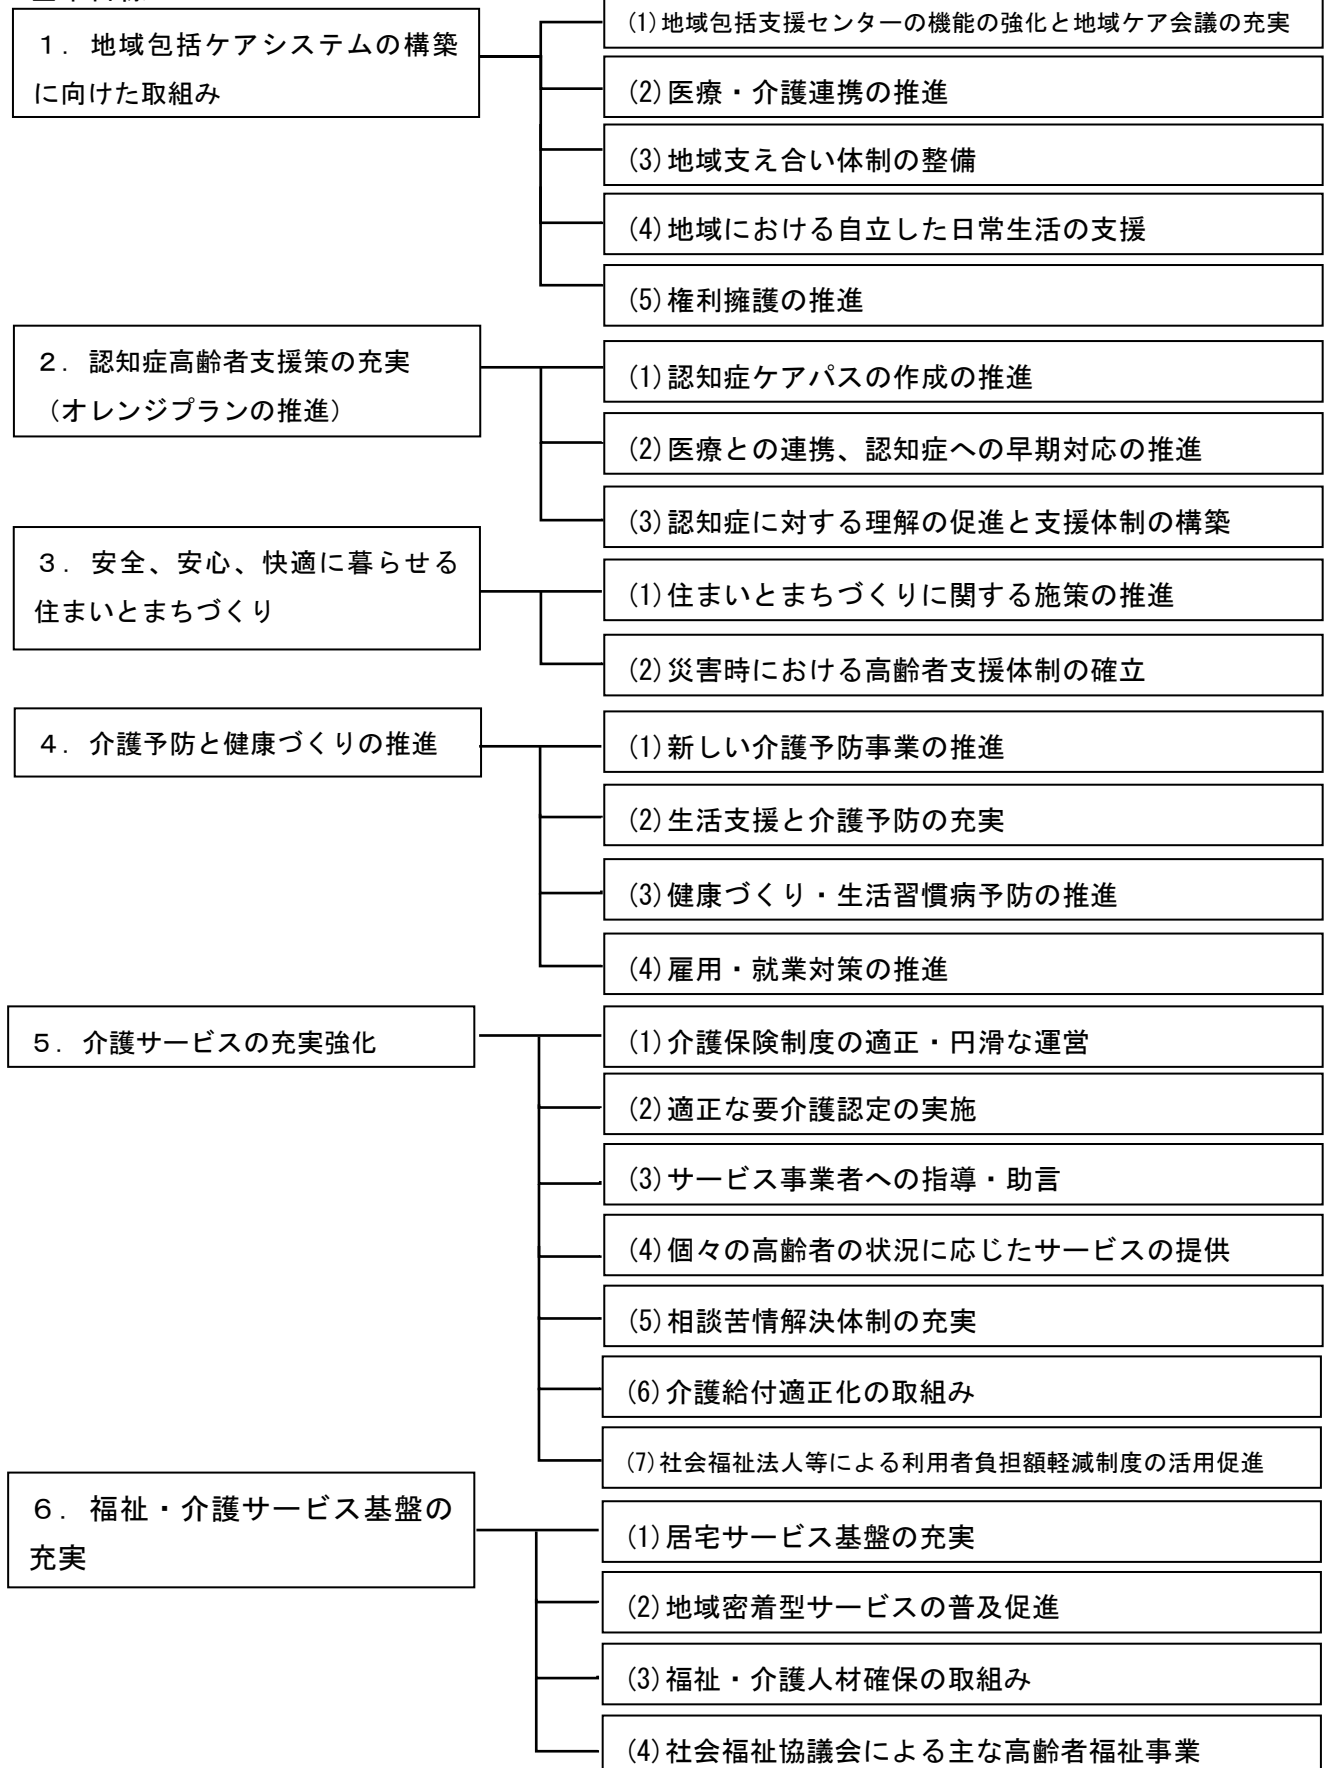 1. 地域包括ケアシステムの構築
に向けた取組み
(1)地域包括支援センターの機能の強化と地域ケア会議の充実
(2)医療・介護連携の推進
(3)地域支え合い体制の整備
(4)地域における自立した日常生活の支援
(5)権利擁護の推進
2. 認知症高齢者支援策の充実
(オレンジプランの推進)
(1)認知症ケアパスの作成の推進
(2)医療との連携、認知症への早期対応の推進
(3)認知症に対する理解の促進と支援体制の構築
3. 安全、安心、快適に暮らせる
住まいとまちづくり
(1)住まいとまちづくりに関する施策の推進
(2)災害時における高齢者支援体制の確立
4. 介護予防と健康づくりの推進
(1)新しい介護予防事業の推進
(2)生活支援と介護予防の充実
(3)健康づくり・生活習慣病予防の推進
(4)雇用・就業対策の推進
5. 介護サービスの充実強化
(1)介護保険制度の適正・円滑な運営
(2)適正な要介護認定の実施
(3)サービス事業者への指導・助言
(4)個々の高齢者の状況に応じたサービスの提供
(5)相談苦情解決体制の充実
(6)介護給付適正化の取組み
(7)社会福祉法人等による利用者負担額軽減制度の活用促進
6. 福祉・介護サービス基盤の
充実
(1)居宅サービス基盤の充実
(2)地域密着型サービスの普及促進
(3)福祉・介護人材確保の取組み
(4)社会福祉協議会による主な高齢者福祉事業